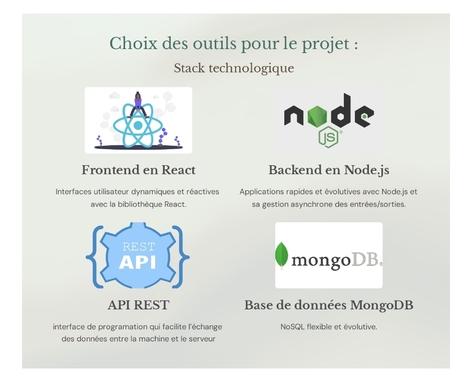 Choix des outils pour le projet :
Stack technologique
node
JS
Frontend en React
Backend en Node.js
Interfaces utilisateur dynamiques et réactives
avec la bibliothèque React.
Applications rapides et évolutives avec Node.js et
sa gestion asynchrone des entrées/sorties.
REST
API
mongoDB
API REST
Base de données MongoDB
interface de programation qui facilite l'échange
des données entre la machine et le serveur
NoSQL flexible et évolutive.